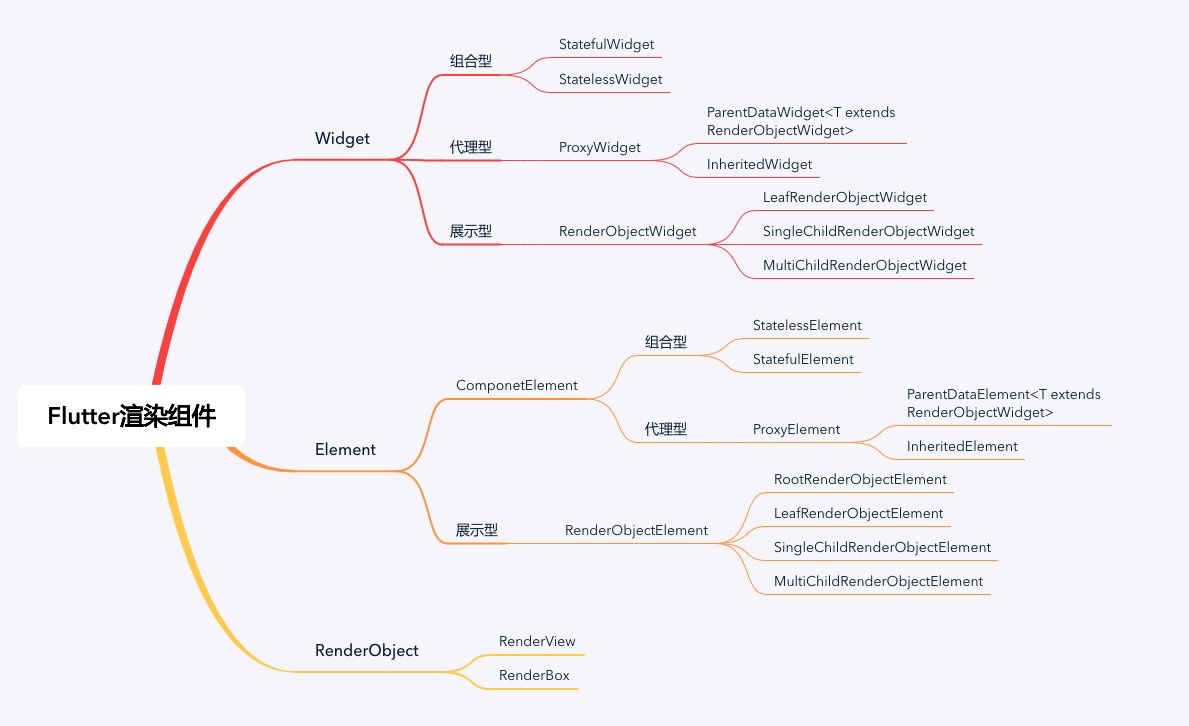 Flutter渲染组件
Widget
组合型
StatefulWidget
StatelessWidget
代理型
ProxyWidget
ParentDataWidget<T extends
RenderObjectWidget>
InheritedWidget
展示型
RenderObjectWidget
LeafRenderObjectWidget
SingleChildRenderObjectWidget
MultiChildRenderObjectWidget
Element
ComponetElement
组合型
StatelessElement
StatefulElement
代理型
ProxyElement
ParentDataElement<T extends
RenderObjectWidget>
InheritedElement
展示型
RenderObjectElement
RootRenderObjectElement
LeafRenderObjectElement
SingleChildRenderObjectElement
MultiChildRenderObjectElement
RenderObject
RenderView
RenderBox